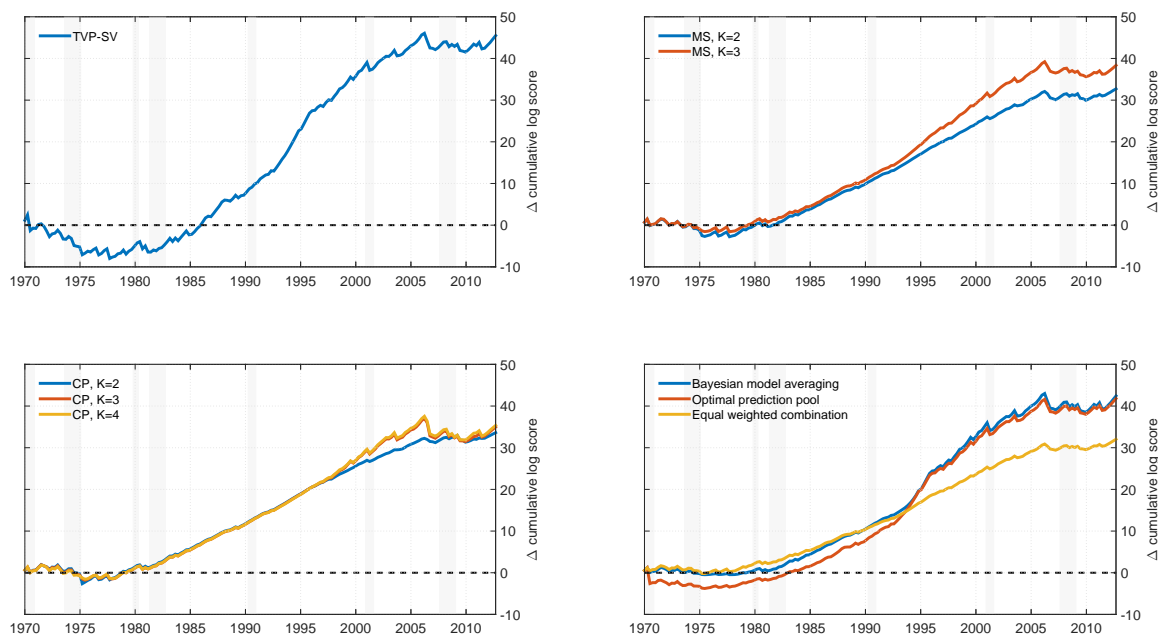 TVP-SV
50
40
30
20
10
0
-10
Δ cumulative log score
1970 1975 1980 1985 1990 1995 2000 2005 2010
MS, K=2
MS, K=3
50
40
30
20
10
0
-10
Δ cumulative log score
1970 1975 1980 1985 1990 1995 2000 2005 2010
CP, K=2
CP, K=3
CP, K=4
50
40
30
20
10
0
-10
Δ cumulative log score
1970 1975 1980 1985 1990 1995 2000 2005 2010
Bayesian model averaging
Optimal prediction pool
Equal weighted combination
50
40
30
20
10
0
-10
Δ cumulative log score
1970 1975 1980 1985 1990 1995 2000 2005 2010